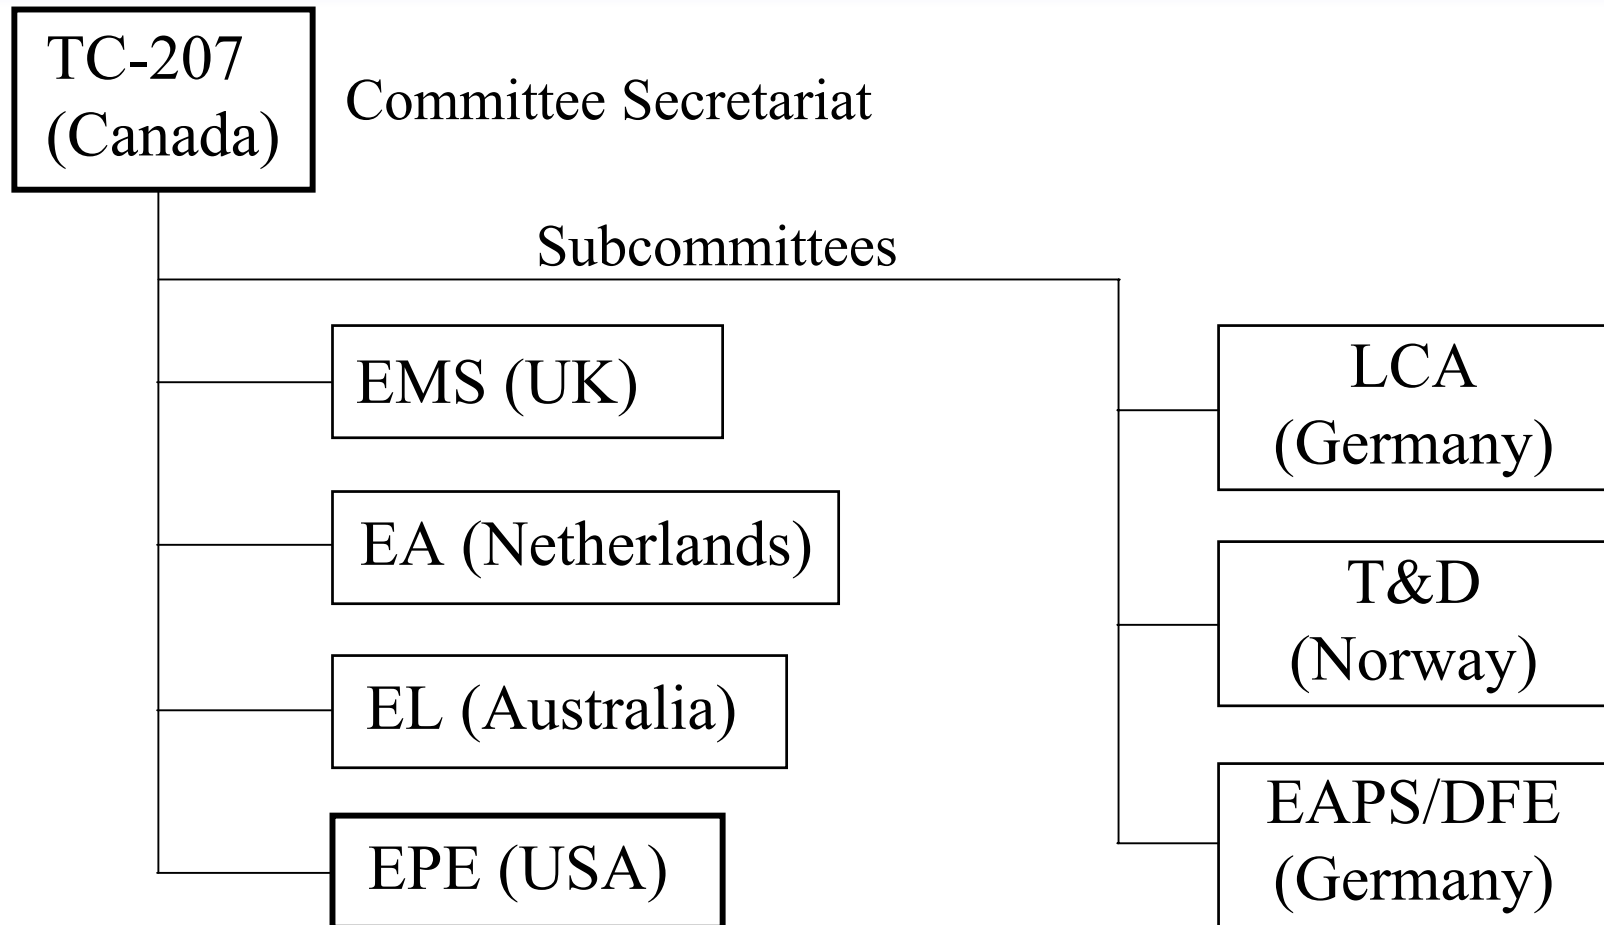 TC-207
(Canada)
Committee Secretariat
Subcommittees
EMS (UK)
EA (Netherlands)
EL (Australia)
EPE (USA)
LCA
(Germany)
T&D
(Norway)
EAPS/DFE
(Germany)